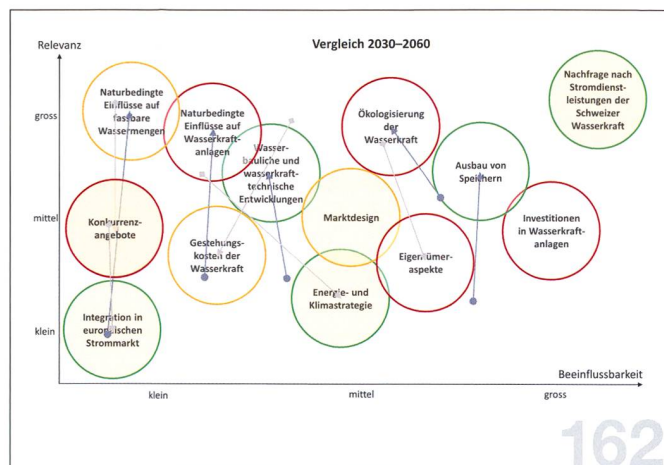 Vergleich 2030–2060
Relevanz
gross
mittel
klein
Naturbedingte
Einflüsse auf
fassbare
Wassermengen
Naturbedingte
Einflüsse auf
Wasserkraft-
anlagen
Wasser-
bauliche und
wasserkraft-
technische
Entwicklungen
Ökologisierung
der
Wasserkraft
Nachfrage nach
Stromdienst-
leistungen der
Schweizer
Wasserkraft
Ausbau von
Speichern
Konkurrenz-
angebote
Gestehungs-
kosten der
Wasserkraft
Marktdesign
Eigentümer-
aspekte
Investitionen
in Wasserkraft-
anlagen
Integration in
europäischen
Strommarkt
Energie- und
Klimastrategie
Beeinflussbarkeit
klein
mittel
gross
162